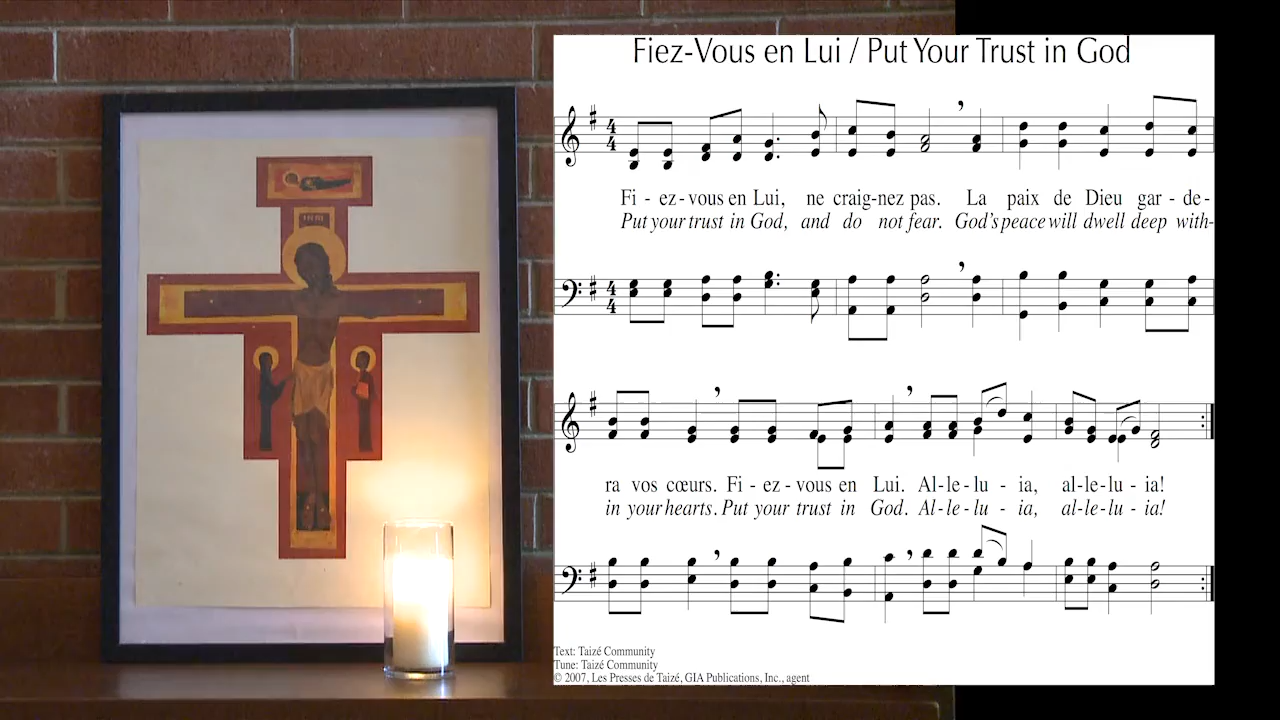 Fiez-Vous en Lui / Put Your Trust in God
Fi - ez - vous en Lui, ne craig-nez pas. La paix de Dieu gar - de -
Put your trust in God, and do not fear. God's peace will dwell deep with-
ra vos cœurs. Fi - ez - vous en Lui. Al - le - lu - ia, al-le-lu - ia!
in your hearts. Put your trust in God. Al-le-lu - ia, al-le-lu - ia!
Text: Taizé Community
Tune: Taizé Community
© 2007, Les Presses de Taizé, GIA Publications, Inc., agent